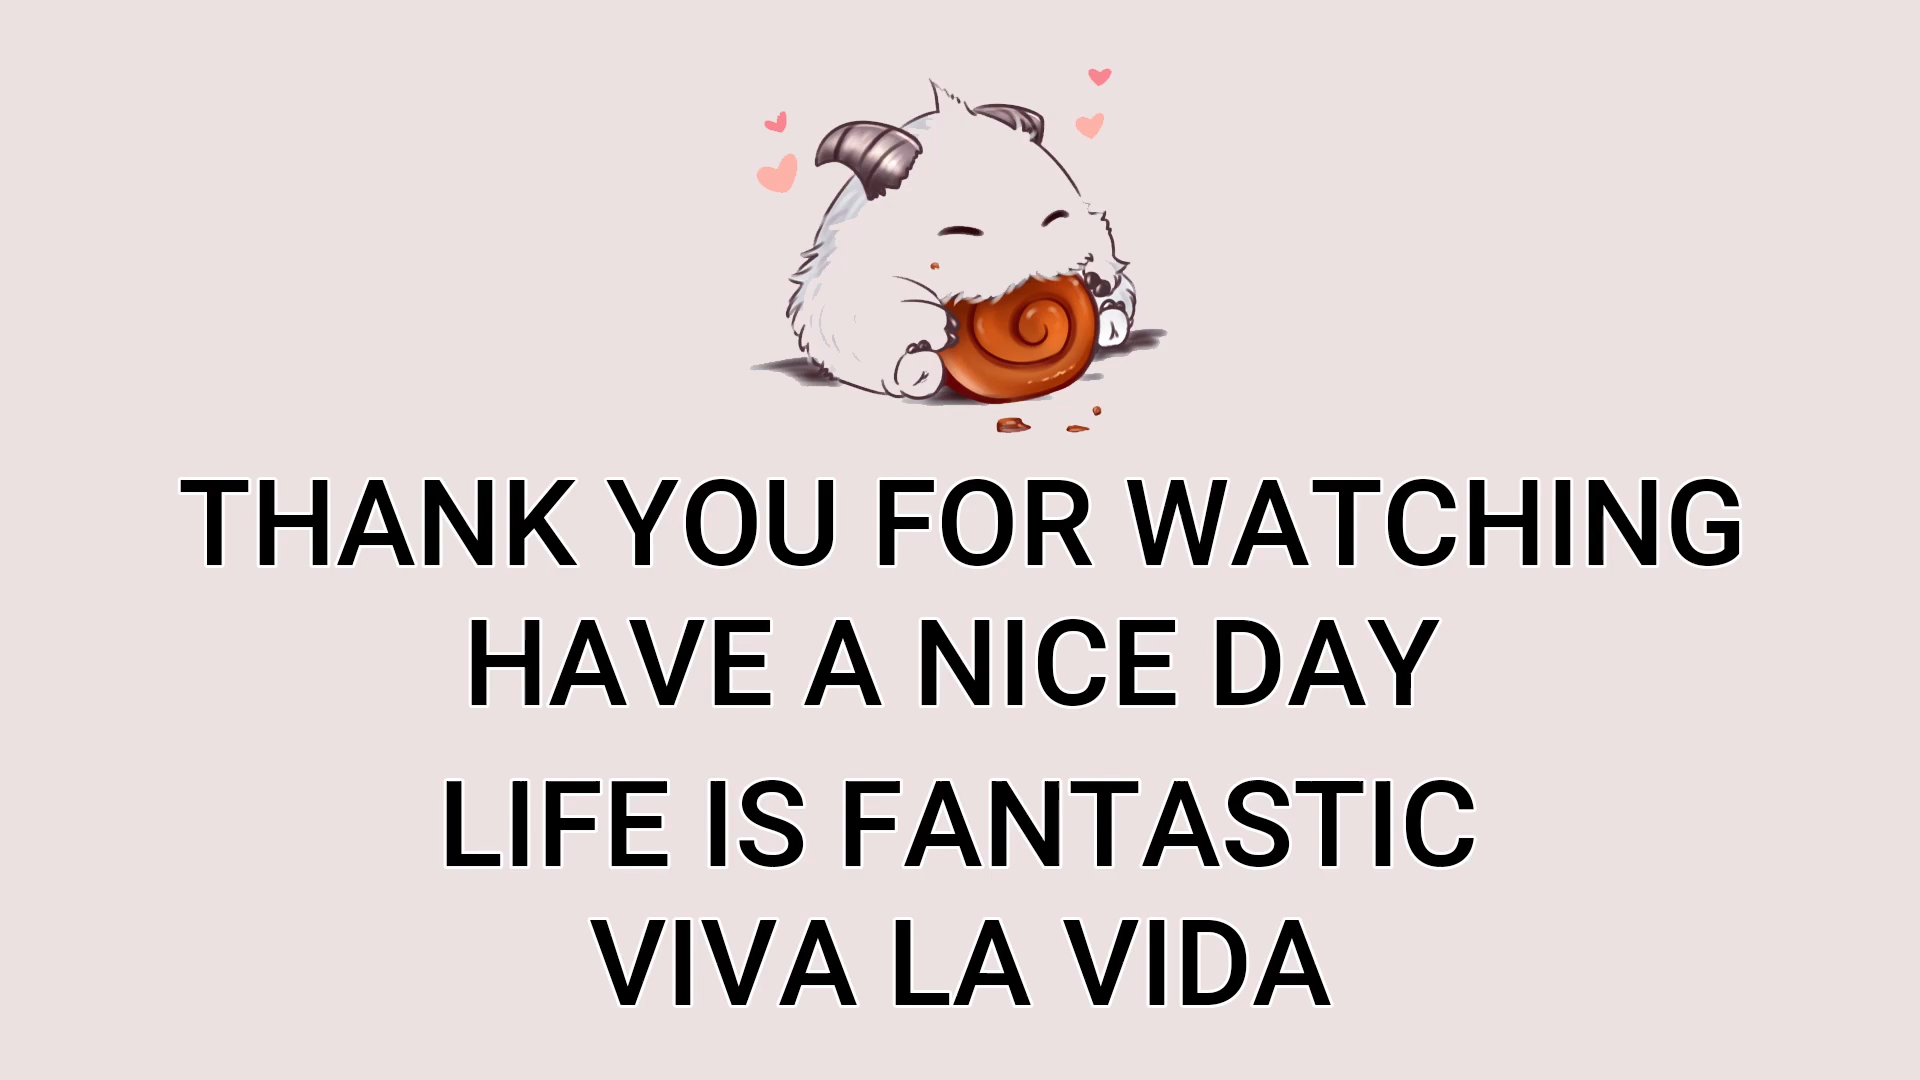 THANK YOU FOR WATCHING
HAVE A NICE DAY
LIFE IS FANTASTIC
VIVA LA VIDA